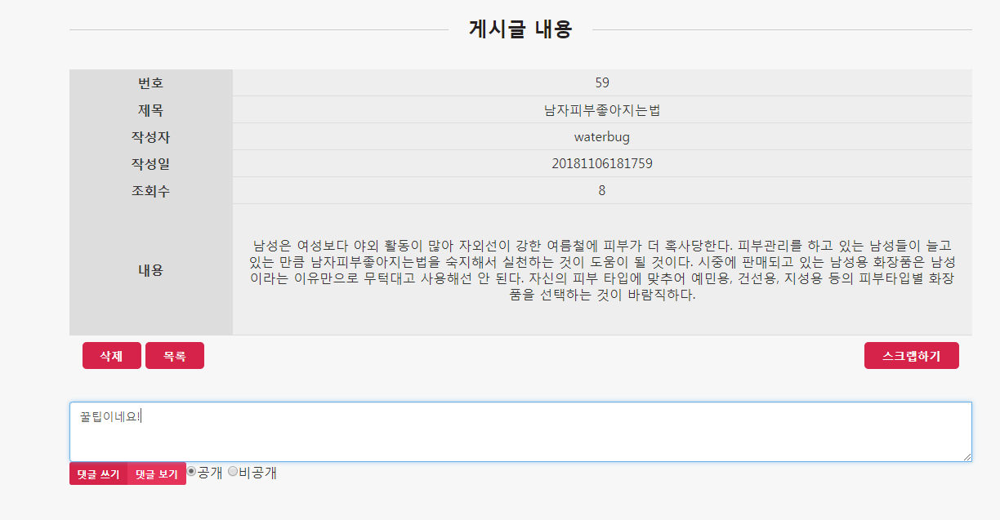 게시글 내용
번호 59
제목 남자피부좋아지는법
작성자 waterbug
작성일 20181106181759
조회수 8
내용
남성은 여성보다 야외 활동이 많아 자외선이 강한 여름철에 피부가 더 혹사당한다. 피부관리를 하고 있는 남성들이 늘고
있는 만큼 남자피부좋아지는법을 숙지해서 실천하는 것이 도움이 될 것이다. 시중에 판매되고 있는 남성용 화장품은 남성
이라는 이유만으로 무턱대고 사용해선 안 된다. 자신의 피부 타입에 맞추어 예민용, 건선용, 지성용 등의 피부타입별 화장
품을 선택하는 것이 바람직하다.
삭제 목록 스크랩하기
꿀팁이네요!
댓글 쓰기 댓글 보기 공개 비공개